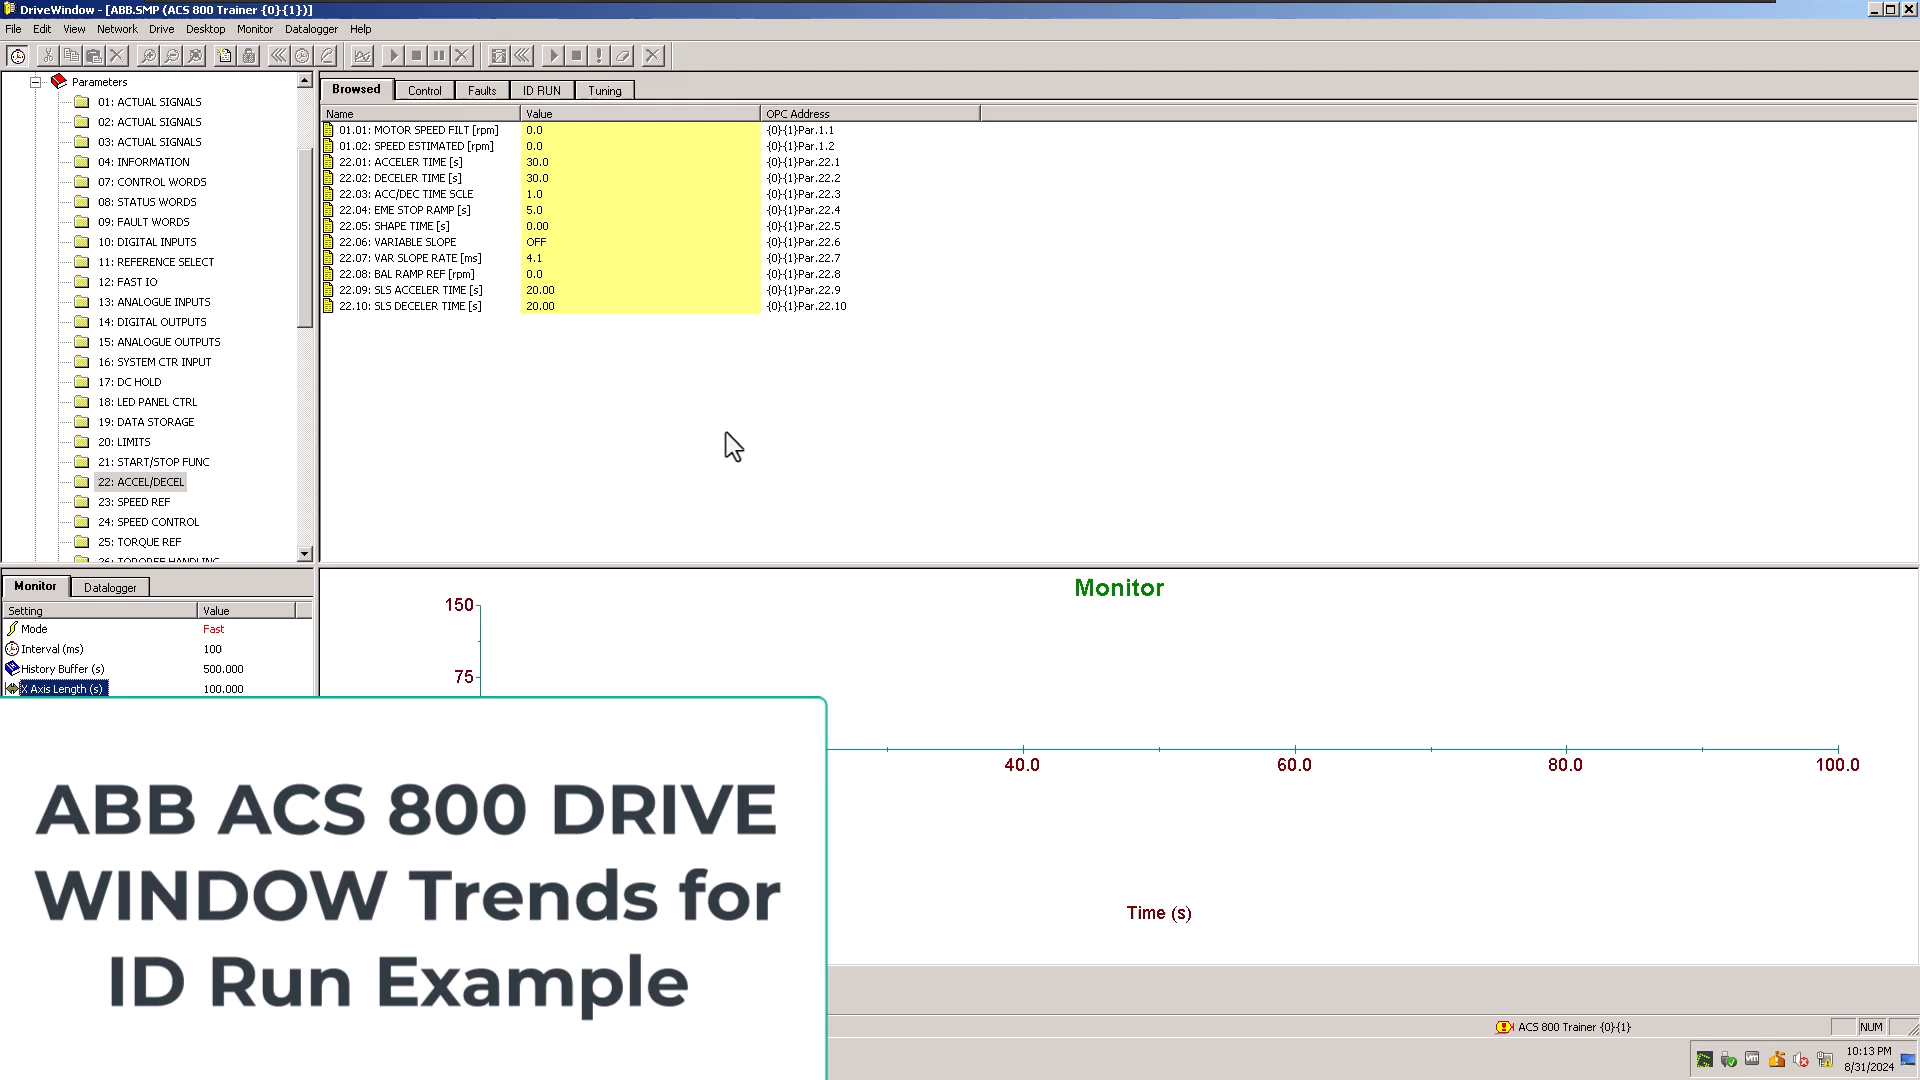 DriveWindow - [ABB.SMP (ACS 800 Trainer {0}{1})]
File Edit View Network Drive Desktop Monitor Datalogger Help
Parameters
01: ACTUAL SIGNALS
02: ACTUAL SIGNALS
03: ACTUAL SIGNALS
04: INFORMATION
07: CONTROL WORDS
08: STATUS WORDS
09: FAULT WORDS
10: DIGITAL INPUTS
11: REFERENCE SELECT
12: FAST IO
13: ANALOGUE INPUTS
14: DIGITAL OUTPUTS
15: ANALOGUE OUTPUTS
16: SYSTEM CTR INPUT
17: DC HOLD
18: LED PANEL CTRL
19: DATA STORAGE
20: LIMITS
21: START/STOP FUNC
22: ACCEL/DECEL
23: SPEED REF
24: SPEED CONTROL
25: TORQUE REF
26: TORQREF HANDLING
Browsed Control Faults ID RUN Tuning
Name Value OPC Address
01.01: MOTOR SPEED FILT [rpm] 0.0 {0}{1}Par.1.1
01.02: SPEED ESTIMATED [rpm] 0.0 {0}{1}Par.1.2
22.01: ACCELER TIME [s] 30.0 {0}{1}Par.22.1
22.02: DECELER TIME [s] 30.0 {0}{1}Par.22.2
22.03: ACC/DEC TIME SCLE 1.0 {0}{1}Par.22.3
22.04: EME STOP RAMP [s] 5.0 {0}{1}Par.22.4
22.05: SHAPE TIME [s] 0.00 {0}{1}Par.22.5
22.06: VARIABLE SLOPE OFF {0}{1}Par.22.6
22.07: VAR SLOPE RATE [ms] 4.1 {0}{1}Par.22.7
22.08: BAL RAMP REF [rpm] 0.0 {0}{1}Par.22.8
22.09: SLS ACCELER TIME [s] 20.00 {0}{1}Par.22.9
22.10: SLS DECELER TIME [s] 20.00 {0}{1}Par.22.10
Monitor Datalogger
Setting Value
Mode Fast
Interval (ms) 100
History Buffer (s) 500.000
X Axis Length (s) 100.000
Monitor
150
75
40.0 60.0 80.0 100.0
Time (s)
ABB ACS 800 DRIVE
WINDOW Trends for
ID Run Example
ACS 800 Trainer {0}{1}
NUM
10:13 PM
8/31/2024